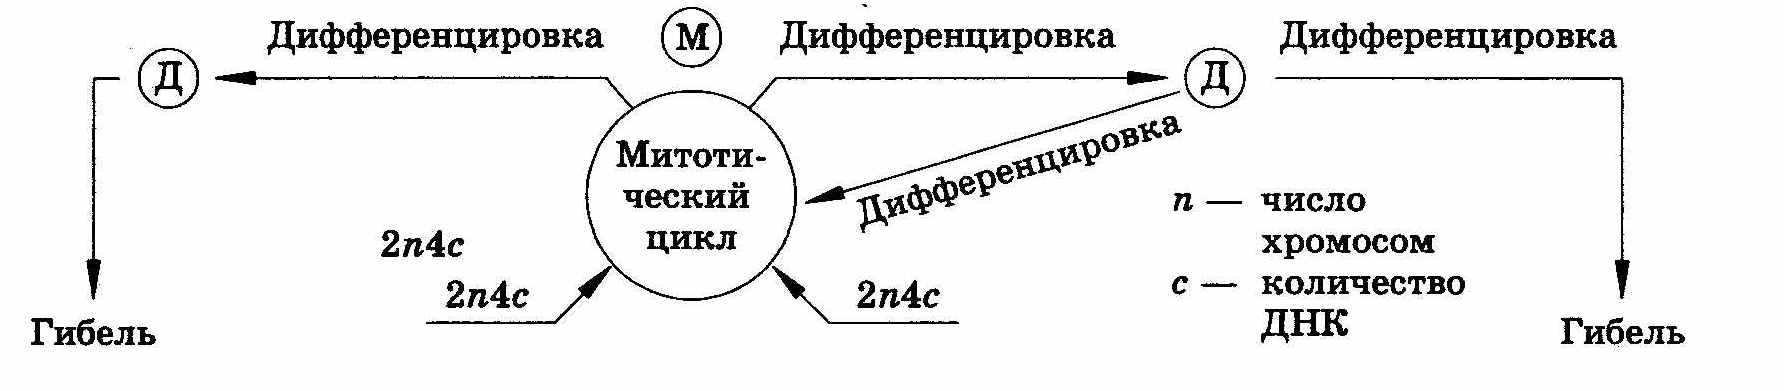 Дифференцировка
М
Дифференцировка
Дифференцировка
Д
Д
Дифференцировка
Митоти-
ческий
цикл
2n4c
2n4c
2n4c
n — число
хромосом
c — количество
ДНК
Гибель
Гибель